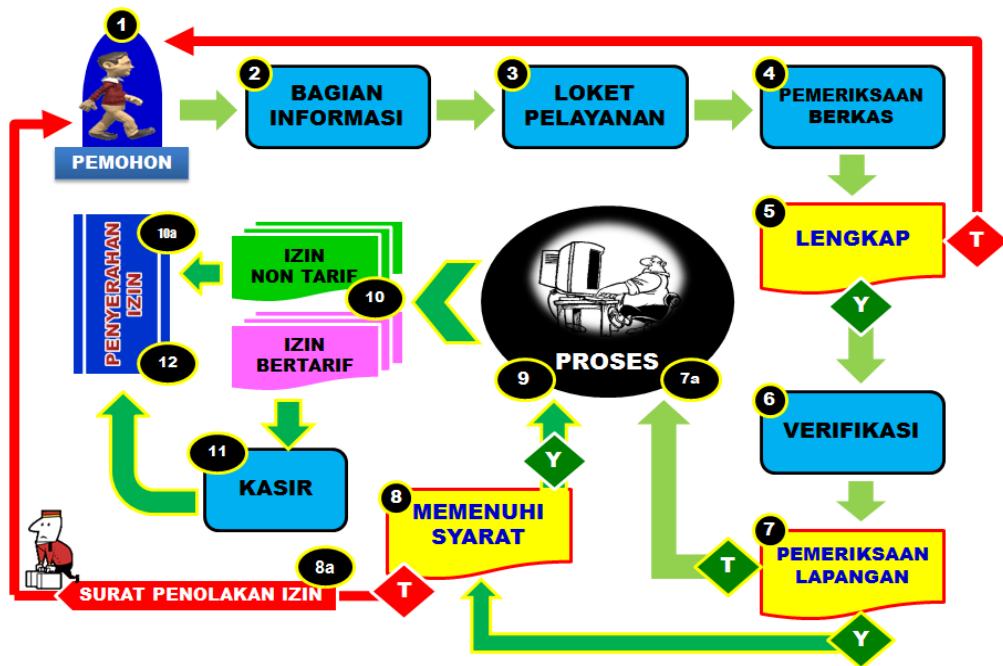 1
PEMOHON
2
BAGIAN
INFORMASI
3
LOKET
PELAYANAN
4
PEMERIKSAAN
BERKAS
5
LENGKAP
T
Y
6
VERIFIKASI
7
PEMERIKSAAN
LAPANGAN
T
Y
7a
PROSES
9
8
MEMENUHI
SYARAT
Y
T
8a
SURAT PENOLAKAN IZIN
10
IZIN
NON TARIF
IZIN
BERTARIF
11
KASIR
10a
PENYERAHAN
IZIN
12